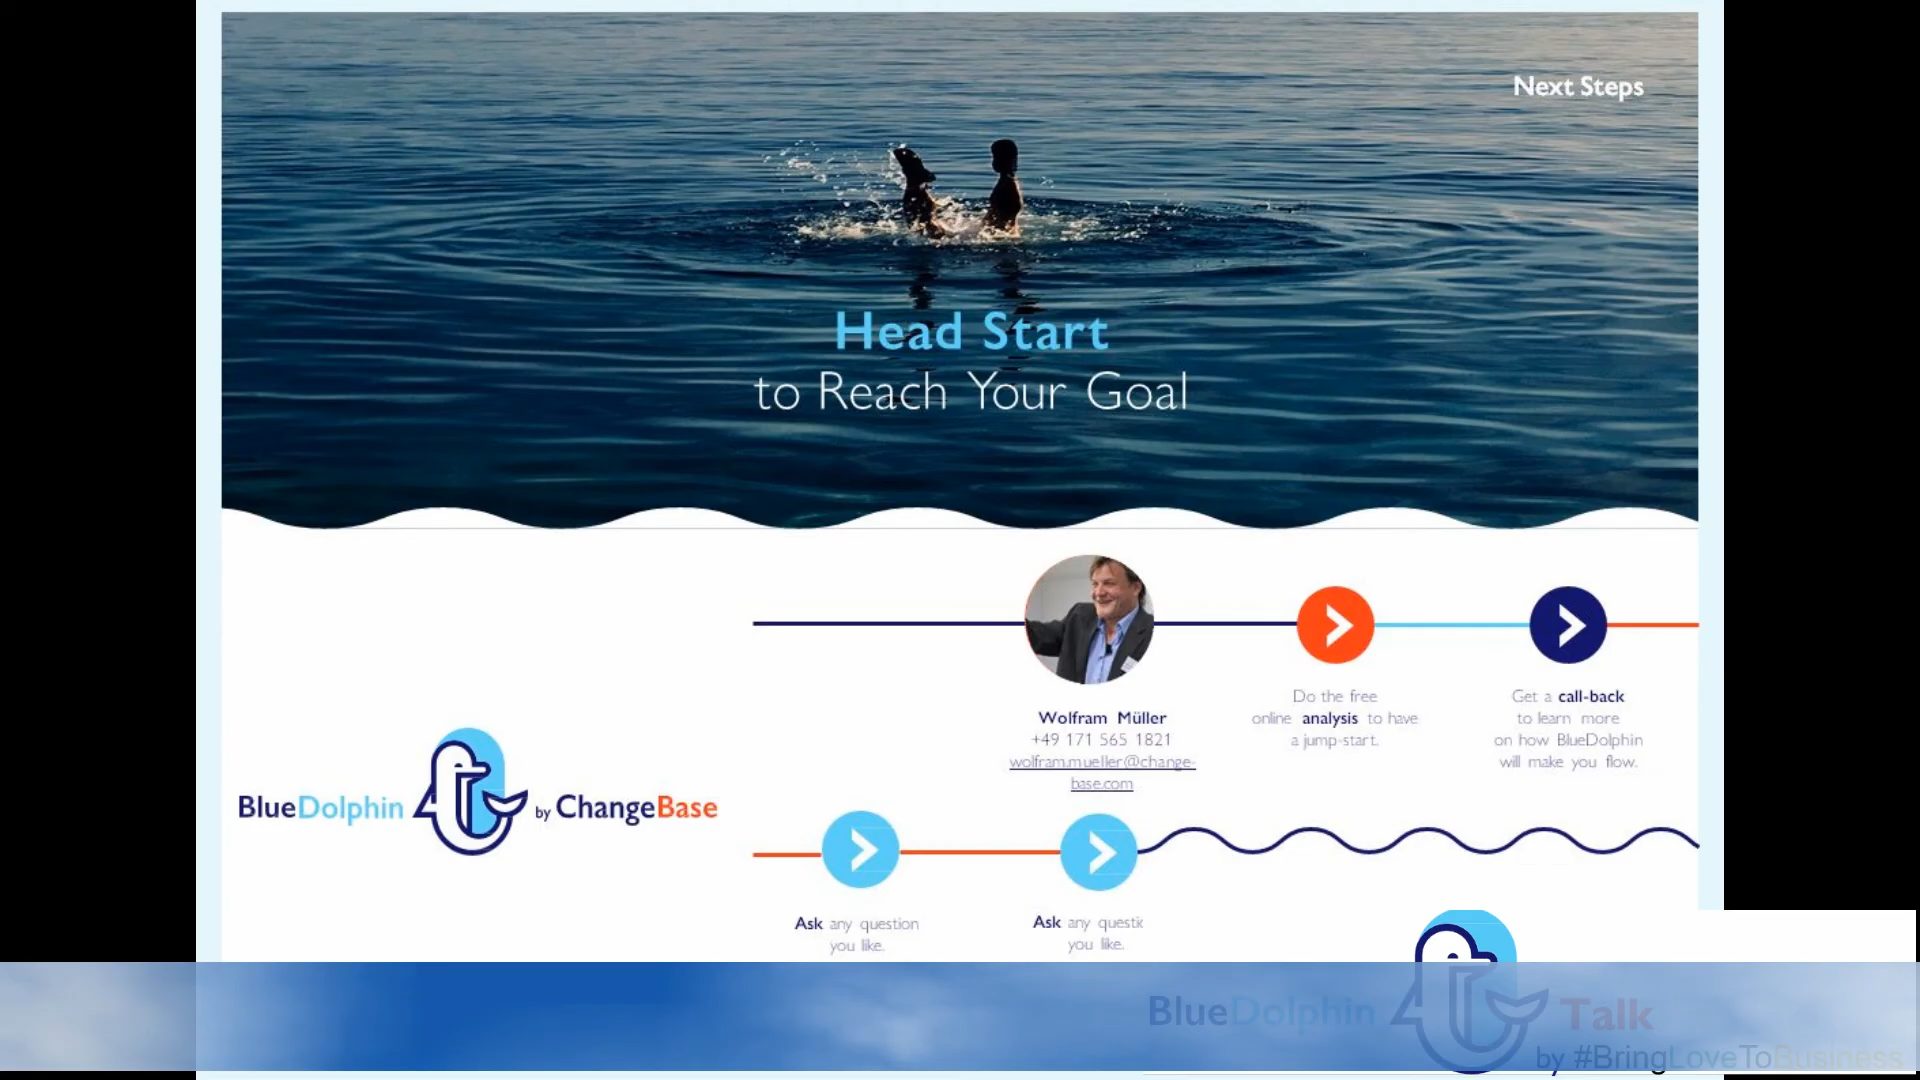 Next Steps
Head Start
to Reach Your Goal
Wolfram Müller
+49 171 565 1821
wolfram.mueller@change-
base.com
Do the free
online analysis to have
a jump-start.
Get a call-back
to learn more
on how BlueDolphin
will make you flow.
BlueDolphin by ChangeBase
Ask any question
you like.
Ask any questic
you like.
BlueDolphin Talk
by #BringLoveToBusiness